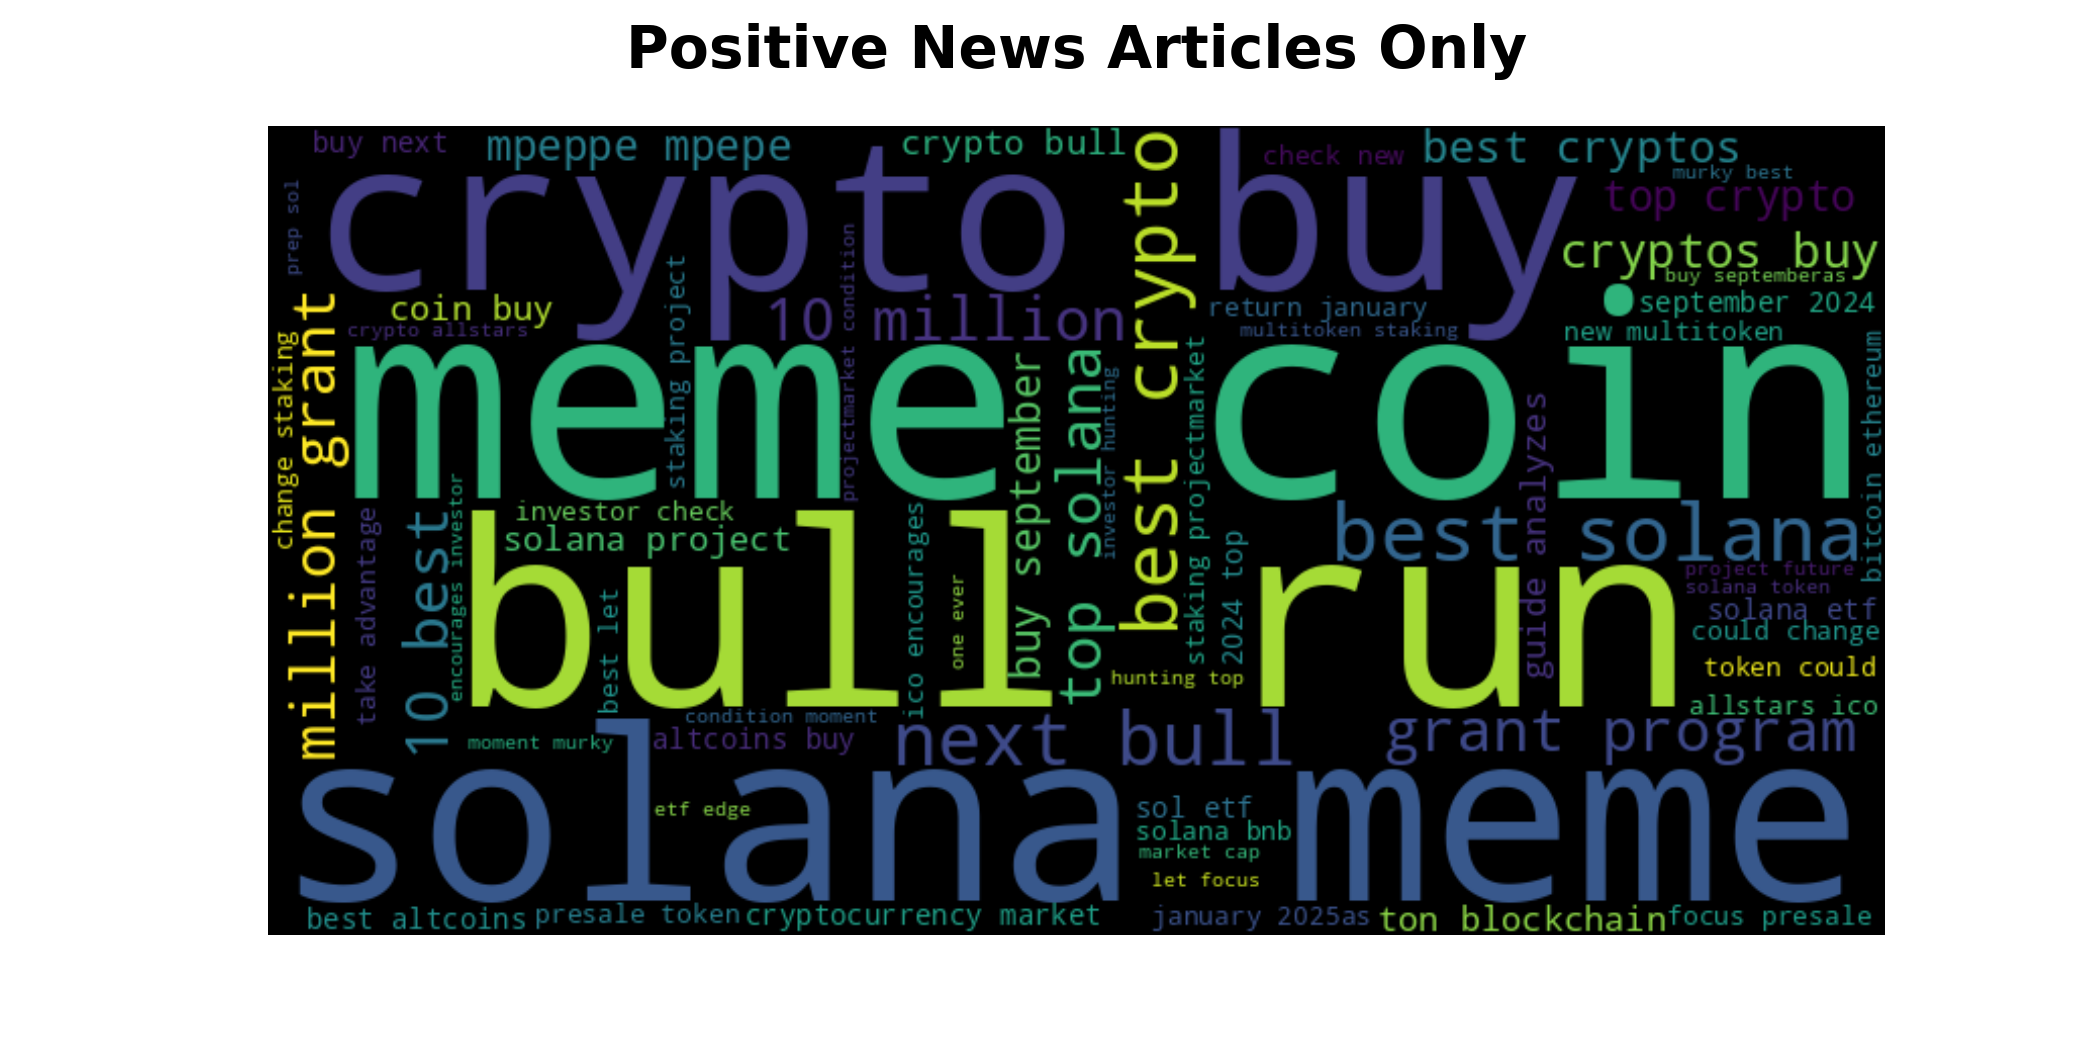 Positive News Articles Only
buy next
mpeppe mpepe
crypto bull
check new
best cryptos
murky best
top crypto
prep sol
crypto buy
best crypto
cryptos buy
buy septemberas
september 2024
coin buy
crypto allstars
staking project
10 million
projectmarket condition
return january
multitoken staking
new multitoken
million grant
change staking
meme coin
buy september
top solana
investor hunting
staking projectmarket
guide analyzes
bitcoin ethereum
take advantage
10 best
encourages investor
investor check
solana project
best solana
bull run
best let
ico encourages
one ever
2024 top
hunting top
project future
solana token
solana etf
could change
token could
allstars ico
condition moment
moment murky
altcoins buy
next bull
grant program
solana meme
etf edge
sol etf
solana bnb
market cap
let focus
best altcoins
presale token
cryptocurrency market
january 2025as
ton blockchain
focus presale